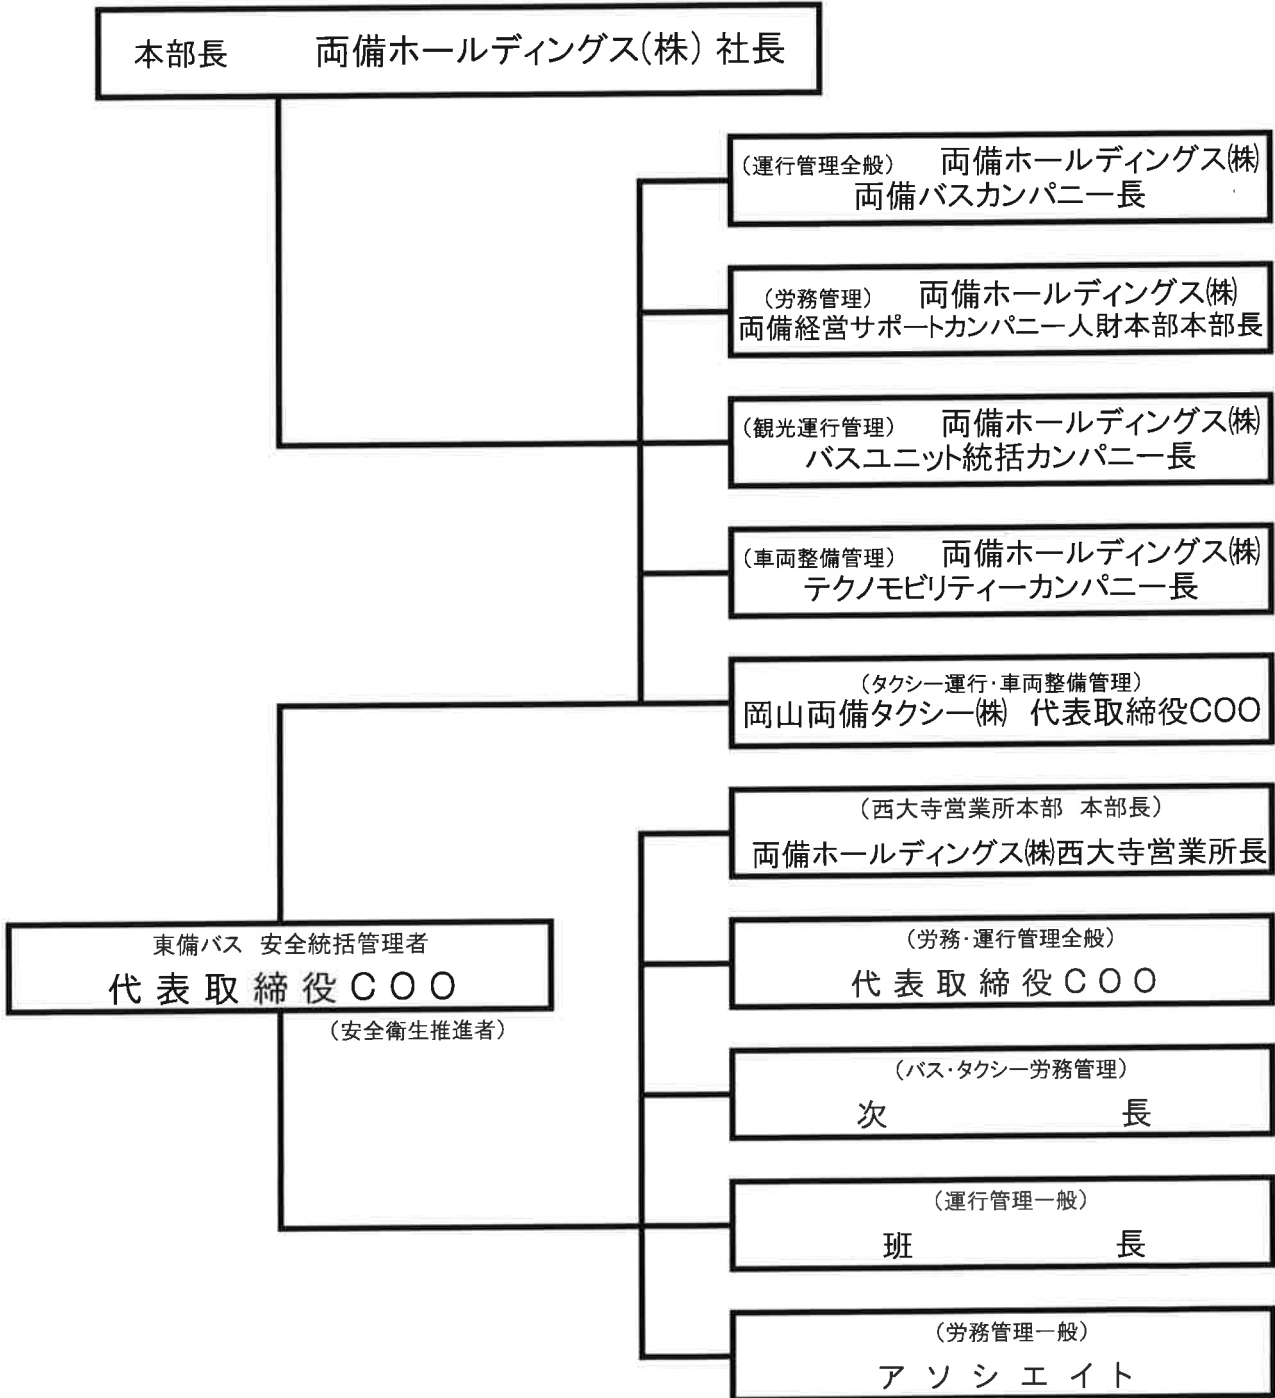 本部長 両備ホールディングス(株) 社長
(運行管理全般) 両備ホールディングス㈱
両備バスカンパニー長
(労務管理) 両備ホールディングス㈱
両備経営サポートカンパニー人財本部本部長
(観光運行管理) 両備ホールディングス㈱
バスユニット統括カンパニー長
(車両整備管理) 両備ホールディングス㈱
テクノモビリティーカンパニー長
(タクシー運行・車両整備管理)
岡山両備タクシー㈱ 代表取締役COO
(西大寺営業所本部 本部長)
両備ホールディングス㈱西大寺営業所長
東備バス 安全統括管理者
代表取締役COO
(安全衛生推進者)
(労務・運行管理全般)
代表取締役COO
(バス・タクシー労務管理)
次 長
(運行管理一般)
班 長
(労務管理一般)
アソシエイト